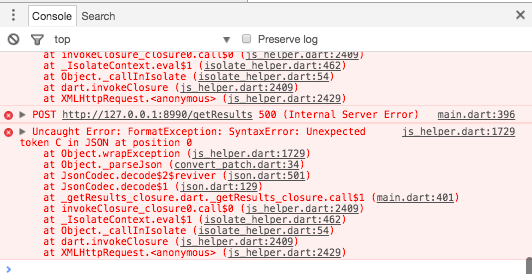 Console Search
top Preserve log
at invokeClosure_closure0.call$0 (js_helper.dart:2409)
at _IsolateContext.eval$1 (isolate_helper.dart:462)
at Object._callInIsolate (isolate_helper.dart:54)
at dart.invokeClosure (js_helper.dart:2409)
at XMLHttpRequest.<anonymous> (js_helper.dart:2429)
POST http://127.0.0.1:8990/getResults 500 (Internal Server Error) main.dart:396
Uncaught Error: FormatException: SyntaxError: Unexpected js_helper.dart:1729
token C in JSON at position 0
at Object.wrapException (js_helper.dart:1729)
at Object._parseJson (convert_patch.dart:34)
at JsonCodec.decode$2$reviver (json.dart:501)
at JsonCodec.decode$1 (json.dart:129)
at _getResults_closure.dart._getResults_closure.call$1 (main.dart:401)
at invokeClosure_closure0.call$0 (js_helper.dart:2409)
at _IsolateContext.eval$1 (isolate_helper.dart:462)
at Object._callInIsolate (isolate_helper.dart:54)
at dart.invokeClosure (js_helper.dart:2409)
at XMLHttpRequest.<anonymous> (js_helper.dart:2429)